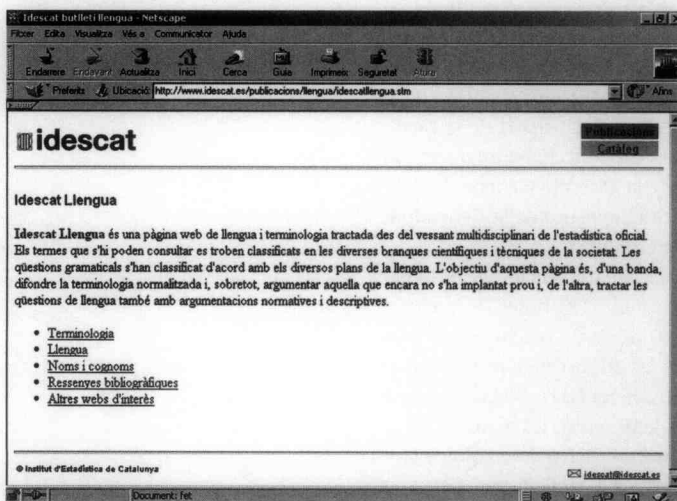 Idescat butlletí llengua - Netscape
Fitxer Edita Visualitza Vés a Communicator Ajuda
Endarrere Endavant Actualitza Inici Cerca Guia Imprimeix Seguretat Atura
Preferits Ubicació: http://www.idescat.es/publicacions/llengua/idescatllengua.stm Afins
idescat
Publicacions
Catàleg
Idescat Llengua
Idescat Llengua és una pàgina web de llengua i terminologia tractada des del vessant multidisciplinari de l'estadística oficial.
Els termes que s'hi poden consultar es troben classificats en les diverses branques científiques i tècniques de la societat. Les
qüestions gramaticals s'han classificat d'acord amb els diversos plans de la llengua. L'objectiu d'aquesta pàgina és, d'una banda,
difondre la terminologia normalitzada i, sobretot, argumentar aquella que encara no s'ha implantat prou i, de l'altra, tractar les
qüestions de llengua també amb argumentacions normatives i descriptives.
• Terminologia
• Llengua
• Noms i cognoms
• Ressenyes bibliogràfiques
• Altres webs d'interès
© Institut d'Estadística de Catalunya
idescat@idescat.es
Document: fet